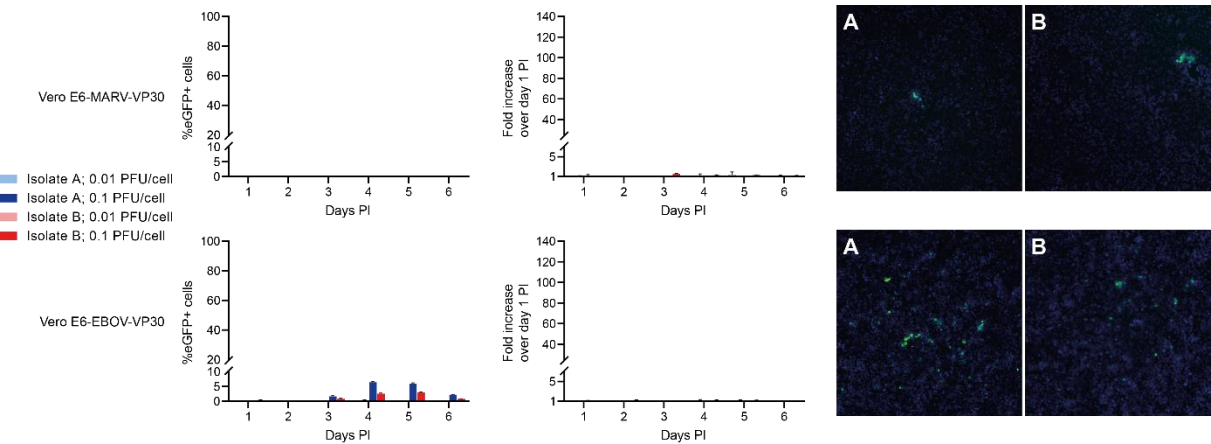 Vero E6-MARV-VP30
%eGFP+ cells
100
80
60
40
20
10
5
0
1 2 3 4 5 6
Days PI
Fold increase
over day 1 PI
140
120
100
80
60
40
20
5
1
1 2 3 4 5 6
Days PI
A
B
Isolate A; 0.01 PFU/cell
Isolate A; 0.1 PFU/cell
Isolate B; 0.01 PFU/cell
Isolate B; 0.1 PFU/cell
Vero E6-EBOV-VP30
%eGFP+ cells
100
80
60
40
20
10
5
0
1 2 3 4 5 6
Days PI
Fold increase
over day 1 PI
140
120
100
80
60
40
20
5
1
1 2 3 4 5 6
Days PI
A
B